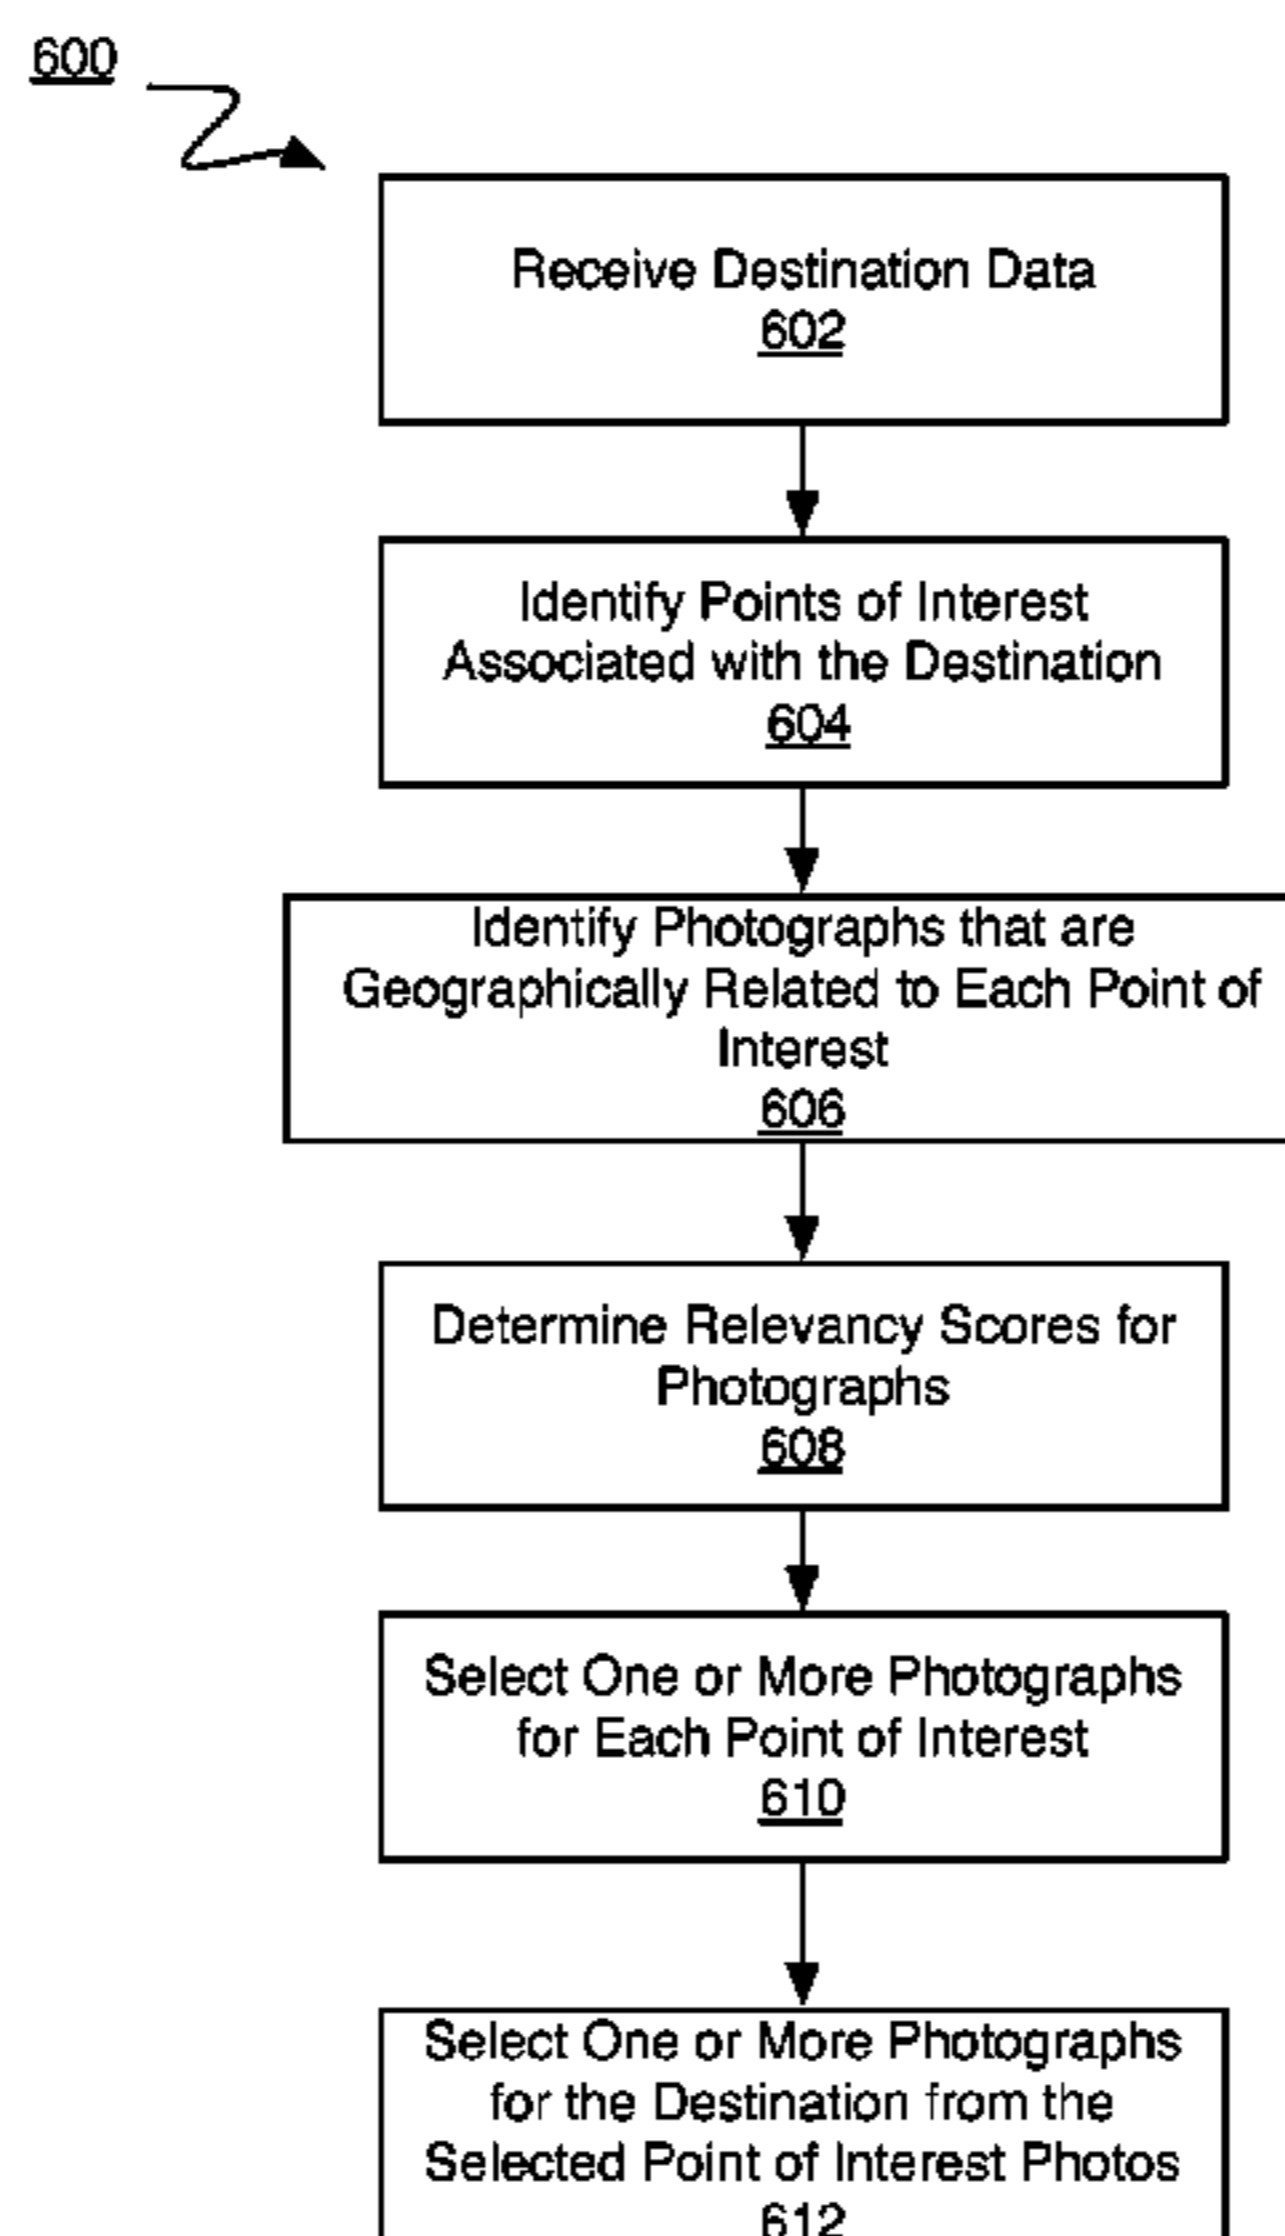 600
Receive Destination Data
602
Identify Points of Interest
Associated with the Destination
604
Identify Photographs that are
Geographically Related to Each Point of
Interest
606
Determine Relevancy Scores for
Photographs
608
Select One or More Photographs
for Each Point of Interest
610
Select One or More Photographs
for the Destination from the
Selected Point of Interest Photos
612